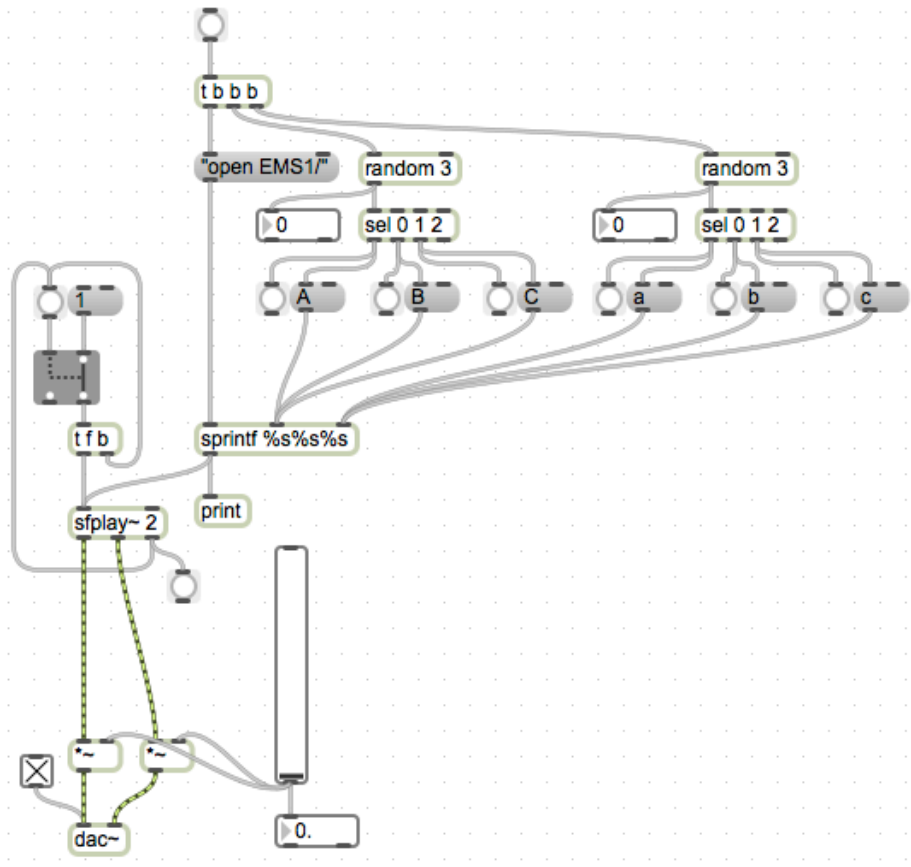 t b b b
"open EMS1/"
random 3
random 3
0
sel 0 1 2
0
sel 0 1 2
1
A
B
C
a
b
c
t f b
sprintf %s%s%s
sfplay~ 2
print
*~
*~
dac~
0.